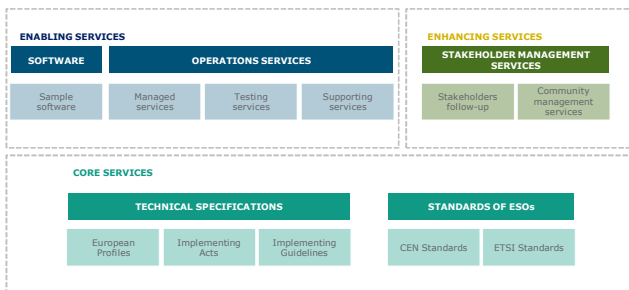 ENABLING SERVICES
SOFTWARE
OPERATIONS SERVICES
Sample
software
Managed
services
Testing
services
Supporting
services
ENHANCING SERVICES
STAKEHOLDER MANAGEMENT
SERVICES
Stakeholders
follow-up
Community
management
services
CORE SERVICES
TECHNICAL SPECIFICATIONS
European
Profiles
Implementing
Acts
Implementing
Guidelines
STANDARDS OF ESOs
CEN Standards
ETSI Standards